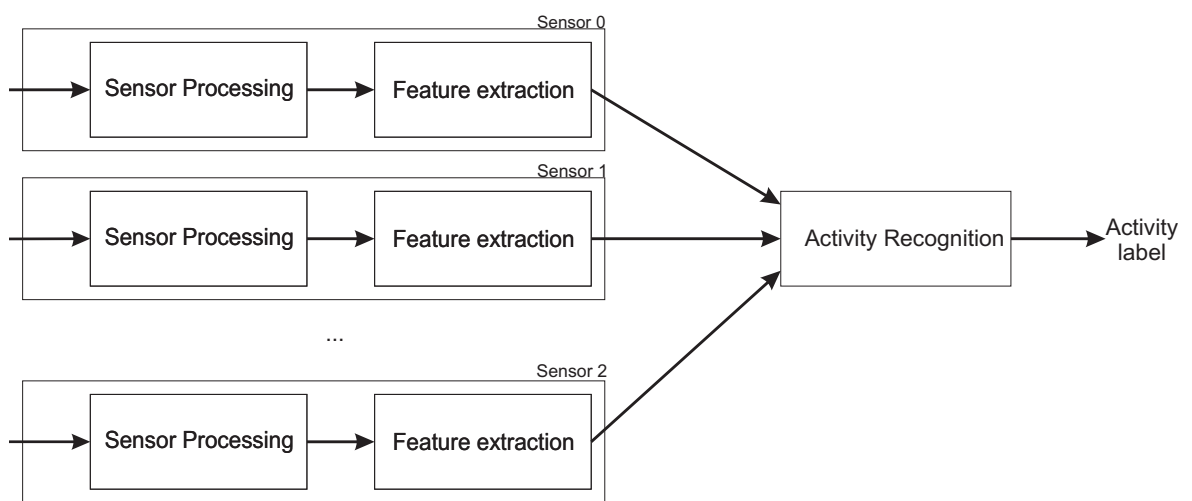 Sensor 0
Sensor Processing
Feature extraction
Sensor 1
Sensor Processing
Feature extraction
Activity Recognition
Activity
label
...
Sensor 2
Sensor Processing
Feature extraction